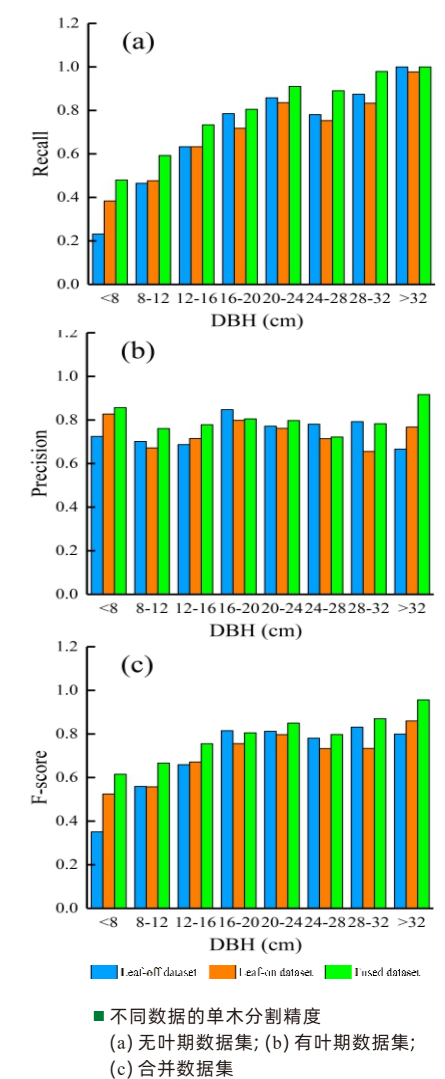 (a)
Recall
1.2
1.0
0.8
0.6
0.4
0.2
0.0
<8 8-12 12-16 16-20 20-24 24-28 28-32 >32
DBH (cm)
(b)
Precision
1.2
1.0
0.8
0.6
0.4
0.2
0.0
<8 8-12 12-16 16-20 20-24 24-28 28-32 >32
DBH (cm)
(c)
F-score
1.2
1.0
0.8
0.6
0.4
0.2
0.0
<8 8-12 12-16 16-20 20-24 24-28 28-32 >32
DBH (cm)
Leaf-off dataset Leaf-on dataset Fused dataset
不同数据的单木分割精度
(a) 无叶期数据集; (b) 有叶期数据集;
(c) 合并数据集